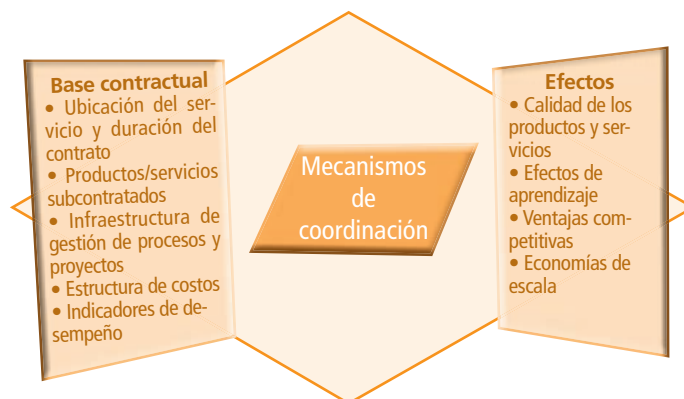 Base contractual
• Ubicación del ser-
vicio y duración del
contrato
• Productos/servicios
subcontratados
• Infraestructura de
gestión de procesos y
proyectos
• Estructura de costos
• Indicadores de de-
sempeño
Mecanismos
de
coordinación
Efectos
• Calidad de los
productos y ser-
vicios
• Efectos de
aprendizaje
• Ventajas com-
petitivas
• Economías de
escala